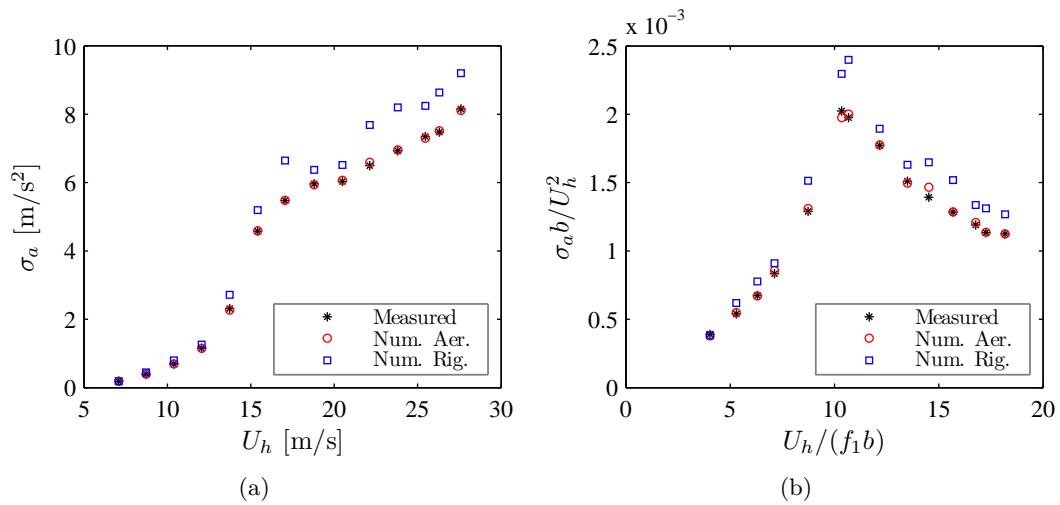 10
8
6
4
2
0
σ_a [m/s²]
5
10
15
20
25
30
U_h [m/s]
Measured
Num. Aer.
Num. Rig.
(a)
x 10⁻³
2.5
2
1.5
1
0.5
0
σ_a b/U_h²
0
5
10
15
20
U_h/(f₁b)
Measured
Num. Aer.
Num. Rig.
(b)